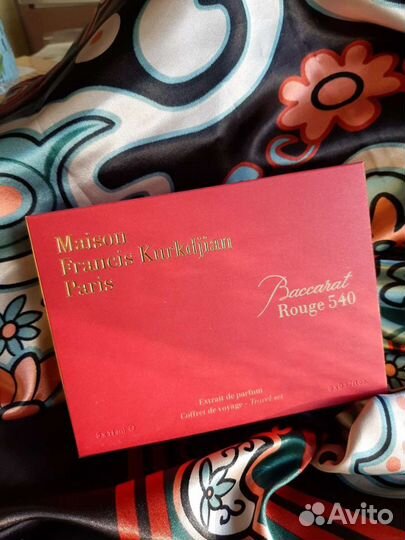 Maison
Francis Kurkdjian
Paris
Baccarat
Rouge 540
Extrait de parfum
Coffret de voyage - Travel set
Avito